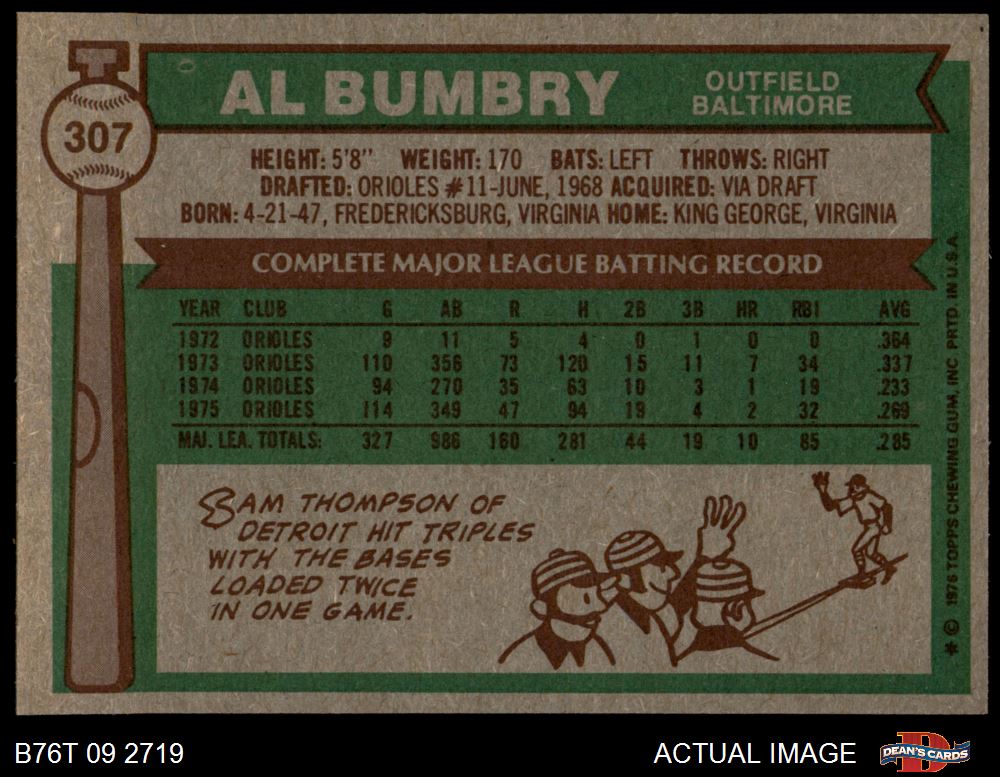 T
307
AL BUMBRY
OUTFIELD
BALTIMORE
HEIGHT: 5'8" WEIGHT: 170 BATS: LEFT THROWS: RIGHT
DRAFTED: ORIOLES #11-JUNE, 1968 ACQUIRED: VIA DRAFT
BORN: 4-21-47, FREDERICKSBURG, VIRGINIA HOME: KING GEORGE, VIRGINIA
COMPLETE MAJOR LEAGUE BATTING RECORD
YEAR CLUB G AB R H 2B 3B HR RBI AVG
1972 ORIOLES 9 11 5 4 0 1 0 0 .364
1973 ORIOLES 110 356 73 120 15 11 7 34 .337
1974 ORIOLES 94 270 35 63 10 3 1 19 .233
1975 ORIOLES 114 349 47 94 19 4 2 32 .269
MAJ. LEA. TOTALS: 327 986 160 281 44 19 10 85 .285
SAM THOMPSON OF
DETROIT HIT TRIPLES
WITH THE BASES
LOADED TWICE
IN ONE GAME.
* © 1976 TOPPS CHEWING GUM, INC PRTD. IN U.S.A.
B76T 09 2719
ACTUAL IMAGE
DEAN'S CARDS